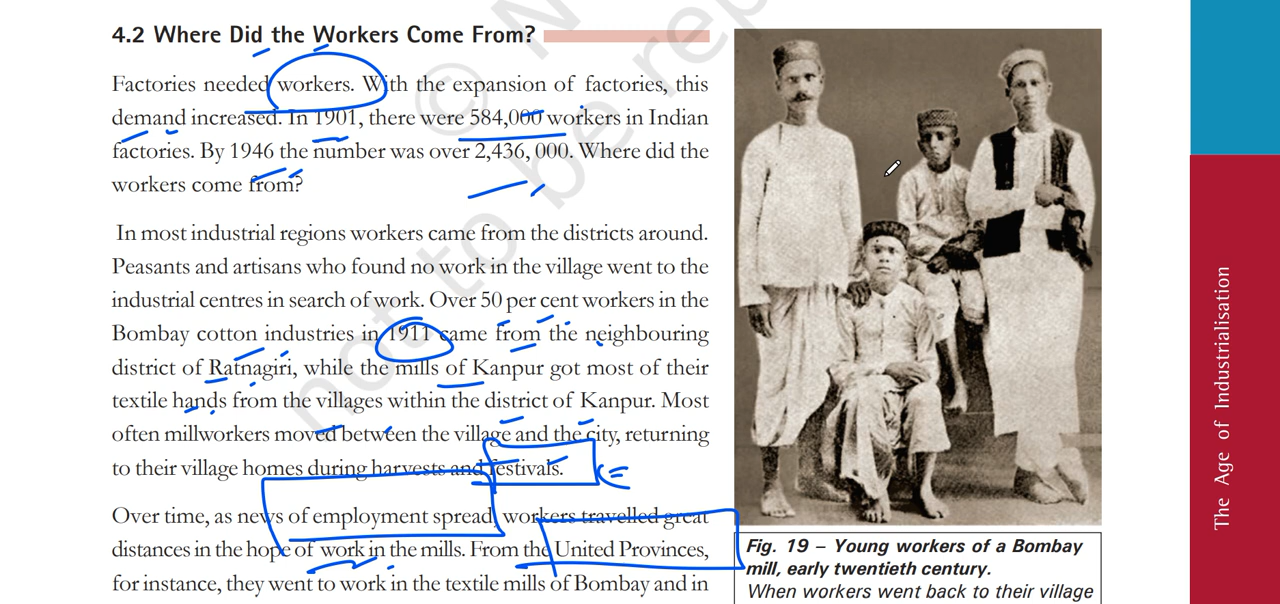 4.2 Where Did the Workers Come From?
Factories needed workers. With the expansion of factories, this
demand increased. In 1901, there were 584,000 workers in Indian
factories. By 1946 the number was over 2,436, 000. Where did the
workers come from?
In most industrial regions workers came from the districts around.
Peasants and artisans who found no work in the village went to the
industrial centres in search of work. Over 50 per cent workers in the
Bombay cotton industries in 1911 came from the neighbouring
district of Ratnagiri, while the mills of Kanpur got most of their
textile hands from the villages within the district of Kanpur. Most
often millworkers moved between the village and the city, returning
to their village homes during harvests and festivals.
Over time, as news of employment spread, workers travelled great
distances in the hope of work in the mills. From the United Provinces,
for instance, they went to work in the textile mills of Bombay and in
Fig. 19 – Young workers of a Bombay
mill, early twentieth century.
When workers went back to their village
The Age of Industrialisation
© N
not to be rep